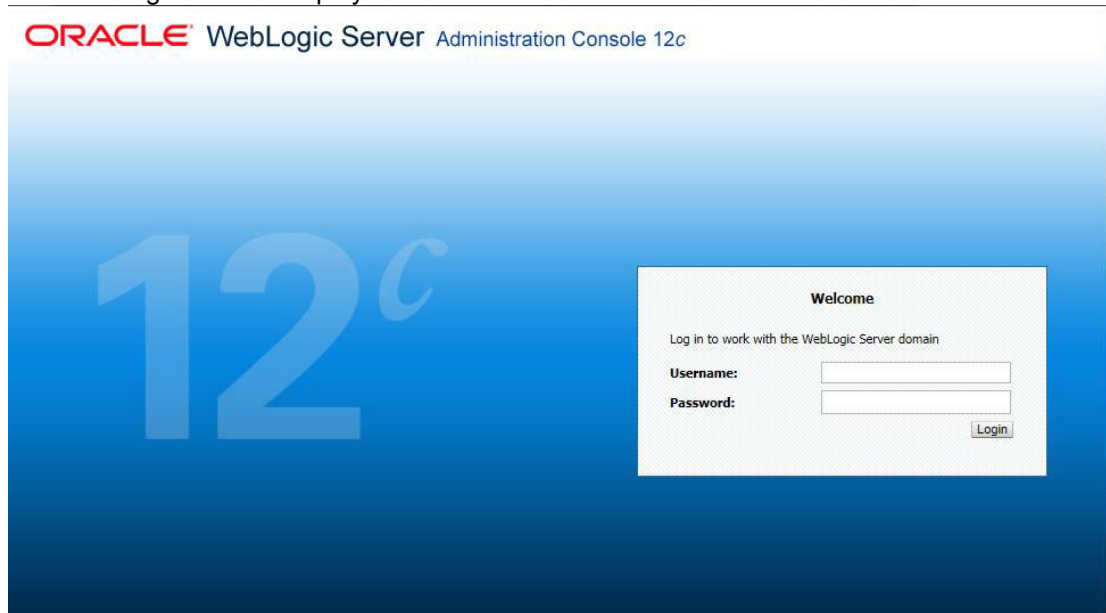 ORACLE WebLogic Server Administration Console 12c
12c
Welcome
Log in to work with the WebLogic Server domain
Username:
Password:
Login